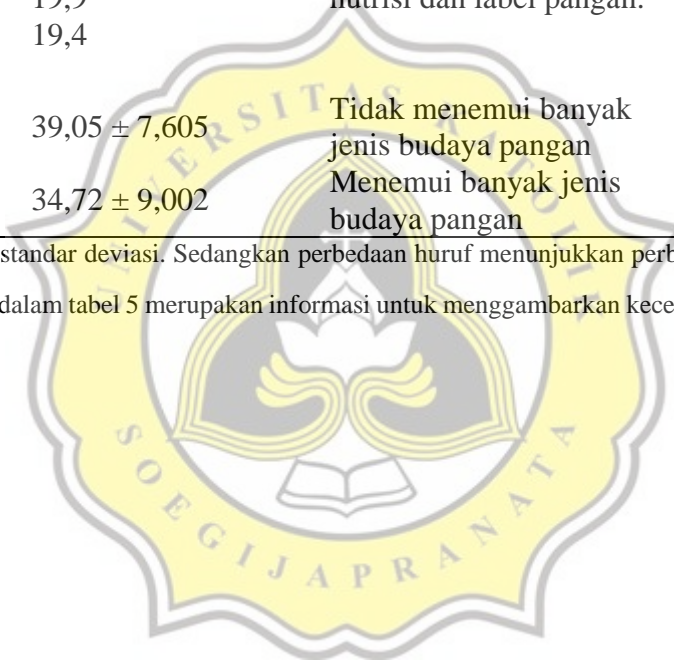 19,9 nutrisi dan label pangan.
19,4
39,05 ± 7,605 Tidak menemui banyak
jenis budaya pangan
34,72 ± 9,002 Menemui banyak jenis
budaya pangan
standar deviasi. Sedangkan perbedaan huruf menunjukkan perb
dalam tabel 5 merupakan informasi untuk menggambarkan kece
UNIVERSITAS KATOLIK
SOEGIJAPRANATA